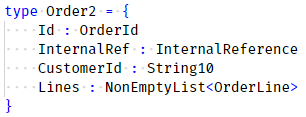 type Order2 = {
    Id : OrderId
    InternalRef : InternalReference
    CustomerId : String10
    Lines : NonEmptyList<OrderLine>
}